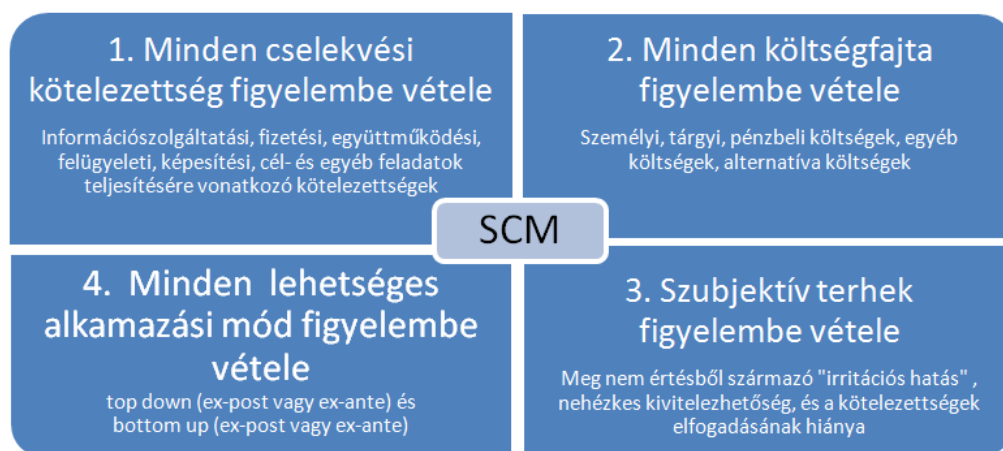 1. Minden cselekvési
kötelezettség figyelembe vétele
Információszolgáltatási, fizetési, együttműködési,
felügyeleti, képesítési, cél- és egyéb feladatok
teljesítésére vonatkozó kötelezettségek
2. Minden költségfajta
figyelembe vétele
Személyi, tárgyi, pénzbeli költségek, egyéb
költségek, alternatíva költségek
SCM
4. Minden lehetséges
alkamazási mód figyelembe
vétele
top down (ex-post vagy ex-ante) és
bottom up (ex-post vagy ex-ante)
3. Szubjektív terhek
figyelembe vétele
Meg nem értésből származó "irritációs hatás" ,
nehézkes kivitelezhetőség, és a kötelezettségek
elfogadásának hiánya